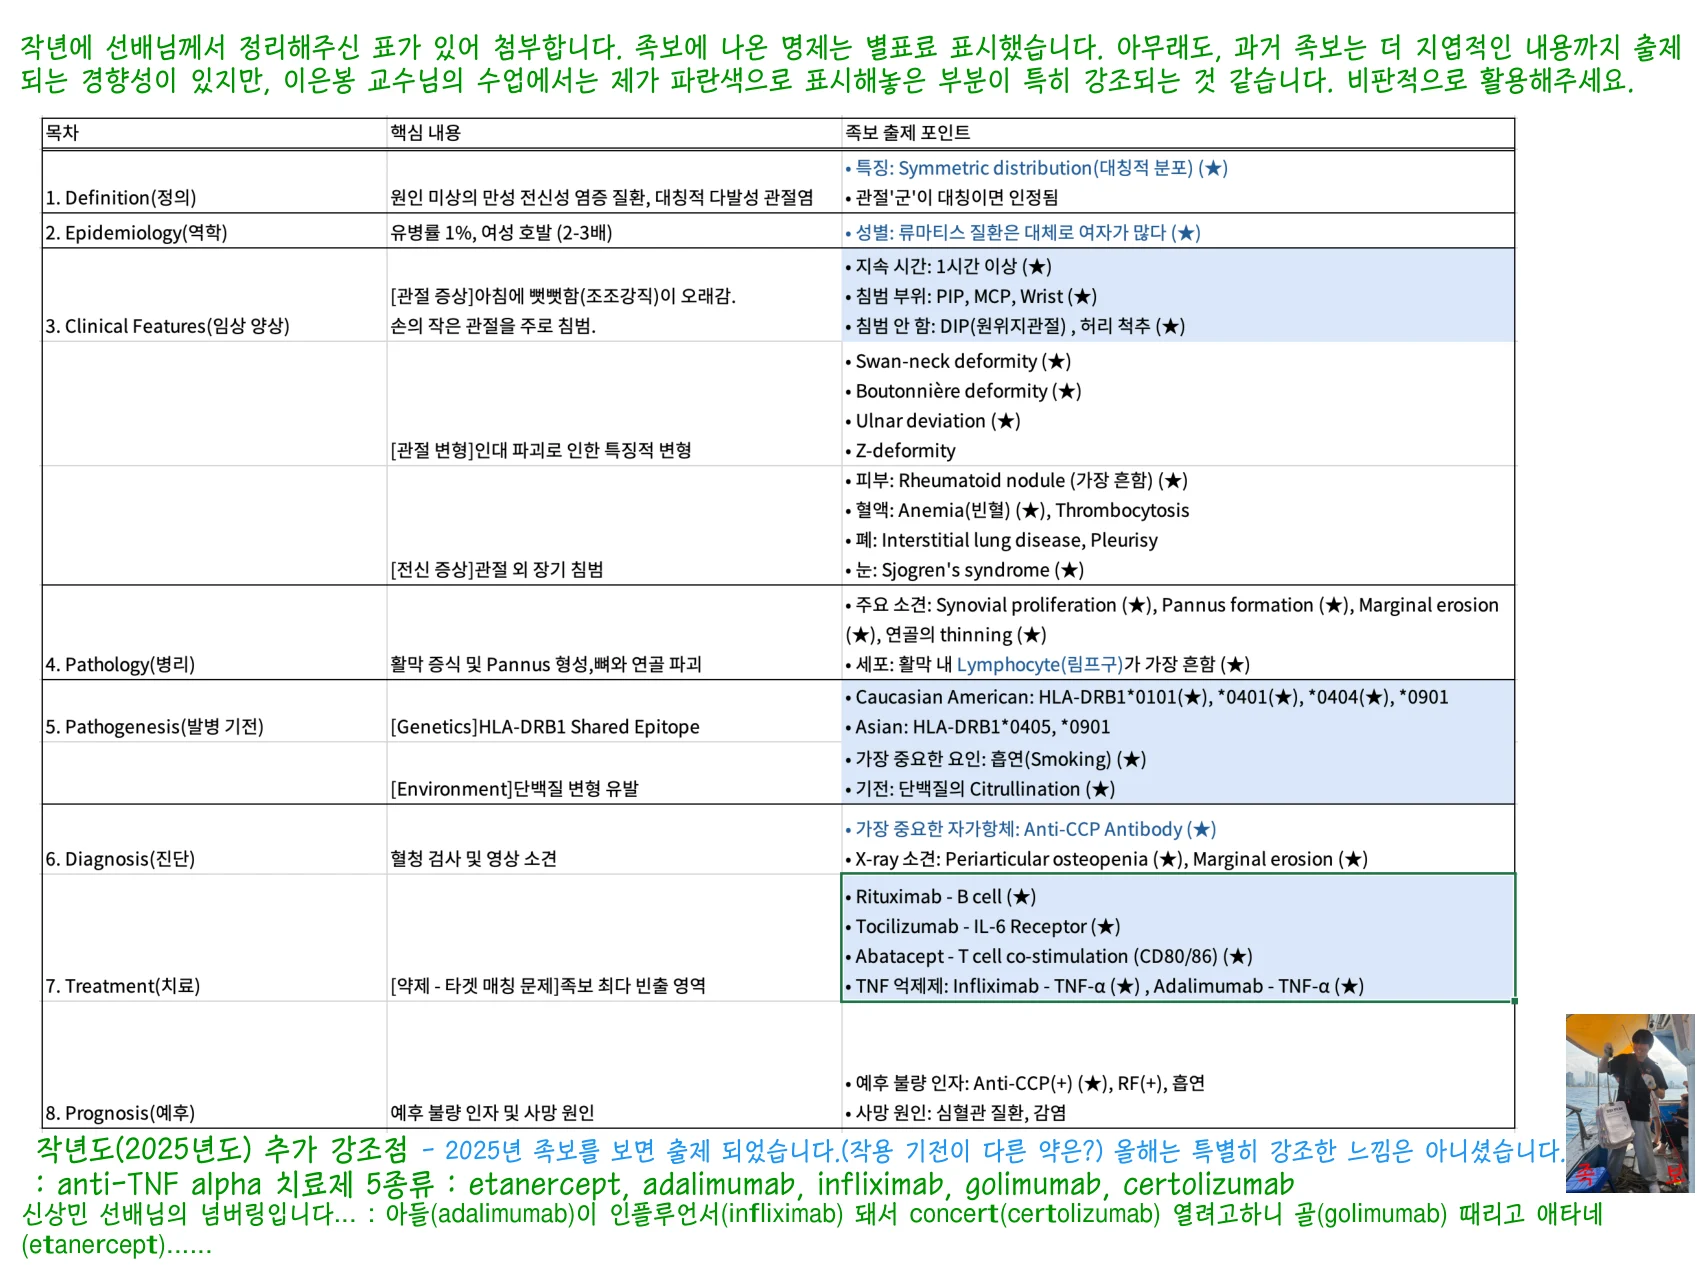 작년에 선배님께서 정리해주신 표가 있어 첨부합니다. 족보에 나온 명제는 별표로 표시했습니다. 아무래도, 과거 족보는 더 지엽적인 내용까지 출제
되는 경향성이 있지만, 이은봉 교수님의 수업에서는 제가 파란색으로 표시해놓은 부분이 특히 강조되는 것 같습니다. 비판적으로 활용해주세요.
목차 핵심 내용 족보 출제 포인트
• 특징: Symmetric distribution(대칭적 분포) (★)
1. Definition(정의) 원인 미상의 만성 전신성 염증 질환, 대칭적 다발성 관절염 • 관절'군'이 대칭이면 인정됨
2. Epidemiology(역학) 유병률 1%, 여성 호발 (2-3배) • 성별: 류마티스 질환은 대체로 여자가 많다 (★)
• 지속 시간: 1시간 이상 (★)
[관절 증상]아침에 뻣뻣함(조조강직)이 오래감. • 침범 부위: PIP, MCP, Wrist (★)
3. Clinical Features(임상 양상) 손의 작은 관절을 주로 침범. • 침범 안 함: DIP(원위지관절) , 허리 척추 (★)
• Swan-neck deformity (★)
• Boutonnière deformity (★)
• Ulnar deviation (★)
[관절 변형]인대 파괴로 인한 특징적 변형 • Z-deformity
• 피부: Rheumatoid nodule (가장 흔함) (★)
• 혈액: Anemia(빈혈) (★), Thrombocytosis
• 폐: Interstitial lung disease, Pleurisy
[전신 증상]관절 외 장기 침범 • 눈: Sjogren's syndrome (★)
• 주요 소견: Synovial proliferation (★), Pannus formation (★), Marginal erosion
(★), 연골의 thinning (★)
4. Pathology(병리) 활막 증식 및 Pannus 형성,뼈와 연골 파괴 • 세포: 활막 내 Lymphocyte(림프구)가 가장 흔함 (★)
• Caucasian American: HLA-DRB1*0101(★), *0401(★), *0404(★), *0901
5. Pathogenesis(발병 기전) [Genetics]HLA-DRB1 Shared Epitope • Asian: HLA-DRB1*0405, *0901
• 가장 중요한 요인: 흡연(Smoking) (★)
[Environment]단백질 변형 유발 • 기전: 단백질의 Citrullination (★)
• 가장 중요한 자가항체: Anti-CCP Antibody (★)
6. Diagnosis(진단) 혈청 검사 및 영상 소견 • X-ray 소견: Periarticular osteopenia (★), Marginal erosion (★)
• Rituximab - B cell (★)
• Tocilizumab - IL-6 Receptor (★)
• Abatacept - T cell co-stimulation (CD80/86) (★)
7. Treatment(치료) [약제 - 타겟 매칭 문제]족보 최다 빈출 영역 • TNF 억제제: Infliximab - TNF-α (★) , Adalimumab - TNF-α (★)
• 예후 불량 인자: Anti-CCP(+) (★), RF(+), 흡연
8. Prognosis(예후) 예후 불량 인자 및 사망 원인 • 사망 원인: 심혈관 질환, 감염
작년도(2025년도) 추가 강조점 - 2025년 족보를 보면 출제 되었습니다.(작용 기전이 다른 약은?) 올해는 특별히 강조한 느낌은 아니셨습니다.
: anti-TNF alpha 치료제 5종류 : etanercept, adalimumab, infliximab, golimumab, certolizumab
신상민 선배님의 넘버링입니다... : 아들(adalimumab)이 인플루언서(infliximab) 돼서 concert(certolizumab) 열려고하니 골(golimumab) 때리고 애타네
(etanercept)......
족 보